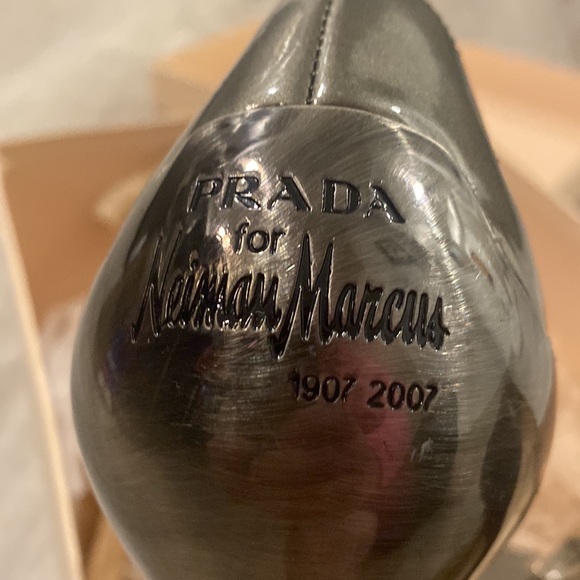 PRADA
for
Neiman Marcus
1907 2007